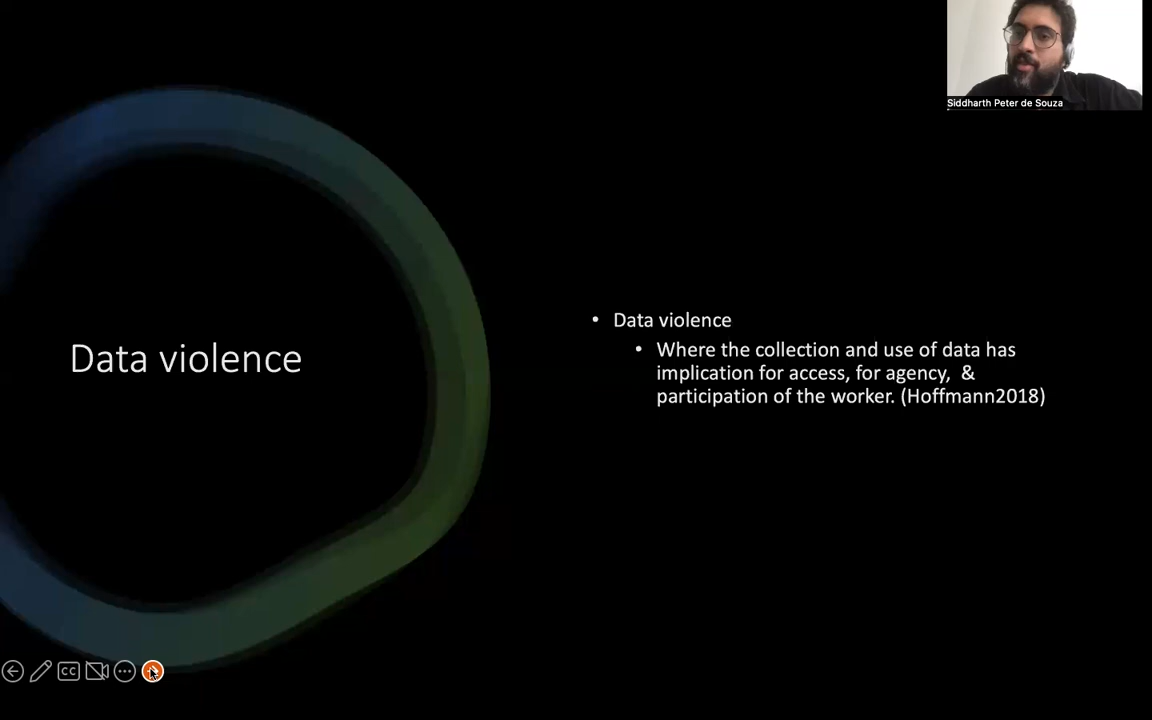 Siddharth Peter de Souza
Data violence
• Data violence
• Where the collection and use of data has
implication for access, for agency, &
participation of the worker. (Hoffmann2018)
CC